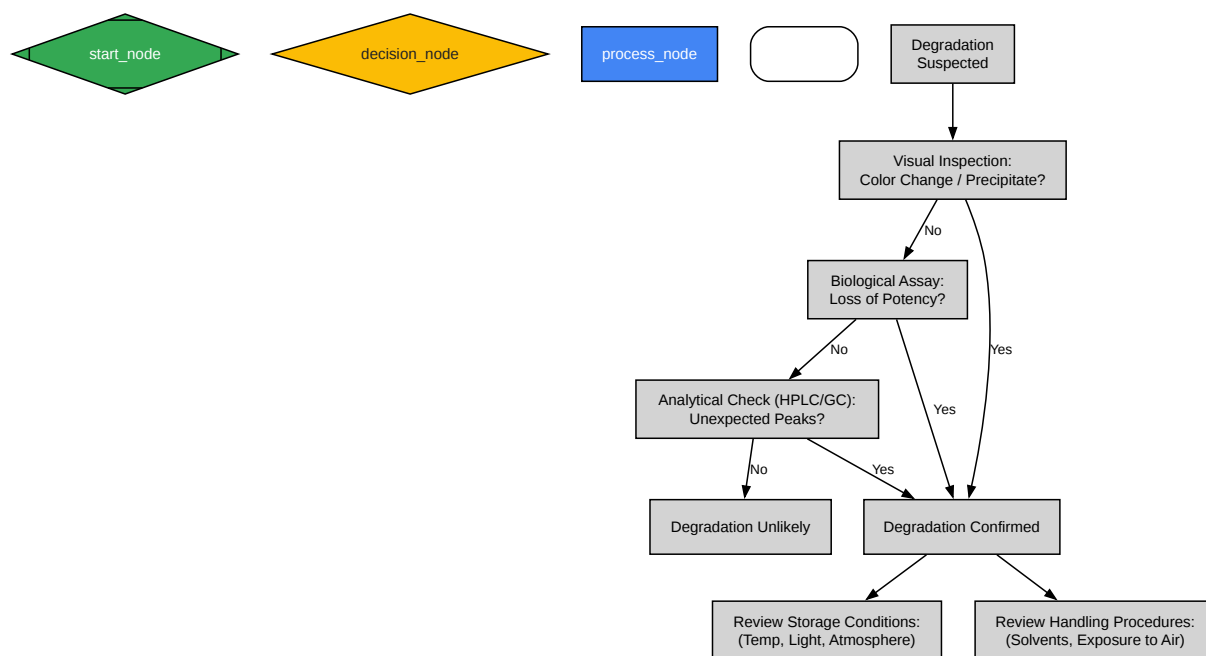 start_node
decision_node
process_node
Degradation
Suspected
Visual Inspection:
Color Change / Precipitate?
No
Biological Assay:
Loss of Potency?
No
Yes
Analytical Check (HPLC/GC):
Unexpected Peaks?
Yes
No
Yes
Degradation Unlikely
Degradation Confirmed
Review Storage Conditions:
(Temp, Light, Atmosphere)
Review Handling Procedures:
(Solvents, Exposure to Air)